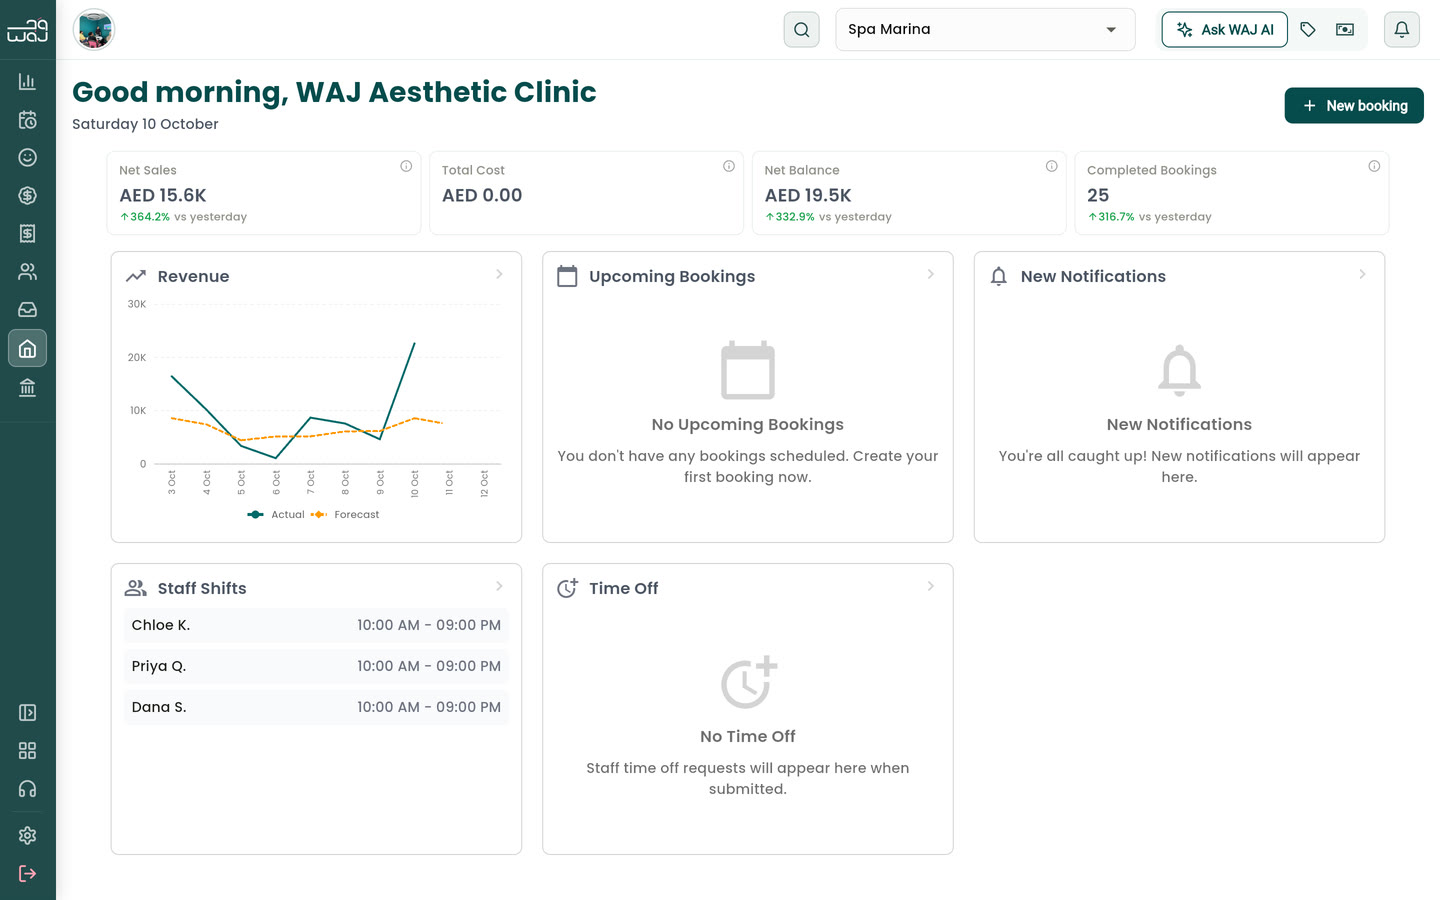 waj
Spa Marina
Ask WAJ AI
Good morning, WAJ Aesthetic Clinic
Saturday 10 October
New booking
Net Sales
AED 15.6K
↑364.2% vs yesterday
Total Cost
AED 0.00
Net Balance
AED 19.5K
↑332.9% vs yesterday
Completed Bookings
25
↑316.7% vs yesterday
Revenue
30K
20K
10K
0
3 Oct
4 Oct
5 Oct
6 Oct
7 Oct
8 Oct
9 Oct
10 Oct
11 Oct
12 Oct
Actual
Forecast
Upcoming Bookings
No Upcoming Bookings
You don't have any bookings scheduled. Create your
first booking now.
New Notifications
New Notifications
You're all caught up! New notifications will appear
here.
Staff Shifts
Chloe K. 10:00 AM - 09:00 PM
Priya Q. 10:00 AM - 09:00 PM
Dana S. 10:00 AM - 09:00 PM
Time Off
No Time Off
Staff time off requests will appear here when
submitted.